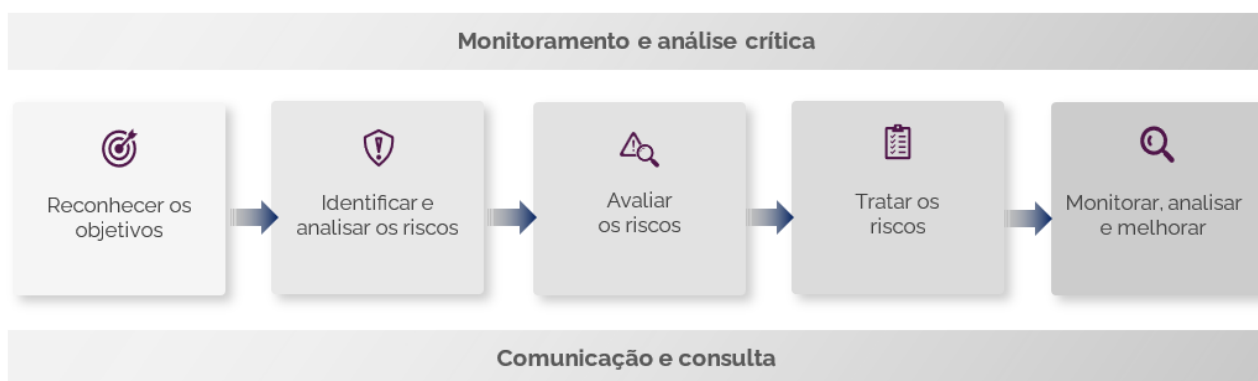 Monitoramento e análise crítica
Reconhecer os
objetivos
Identificar e
analisar os riscos
Avaliar
os riscos
Tratar os
riscos
Monitorar, analisar
e melhorar
Comunicação e consulta